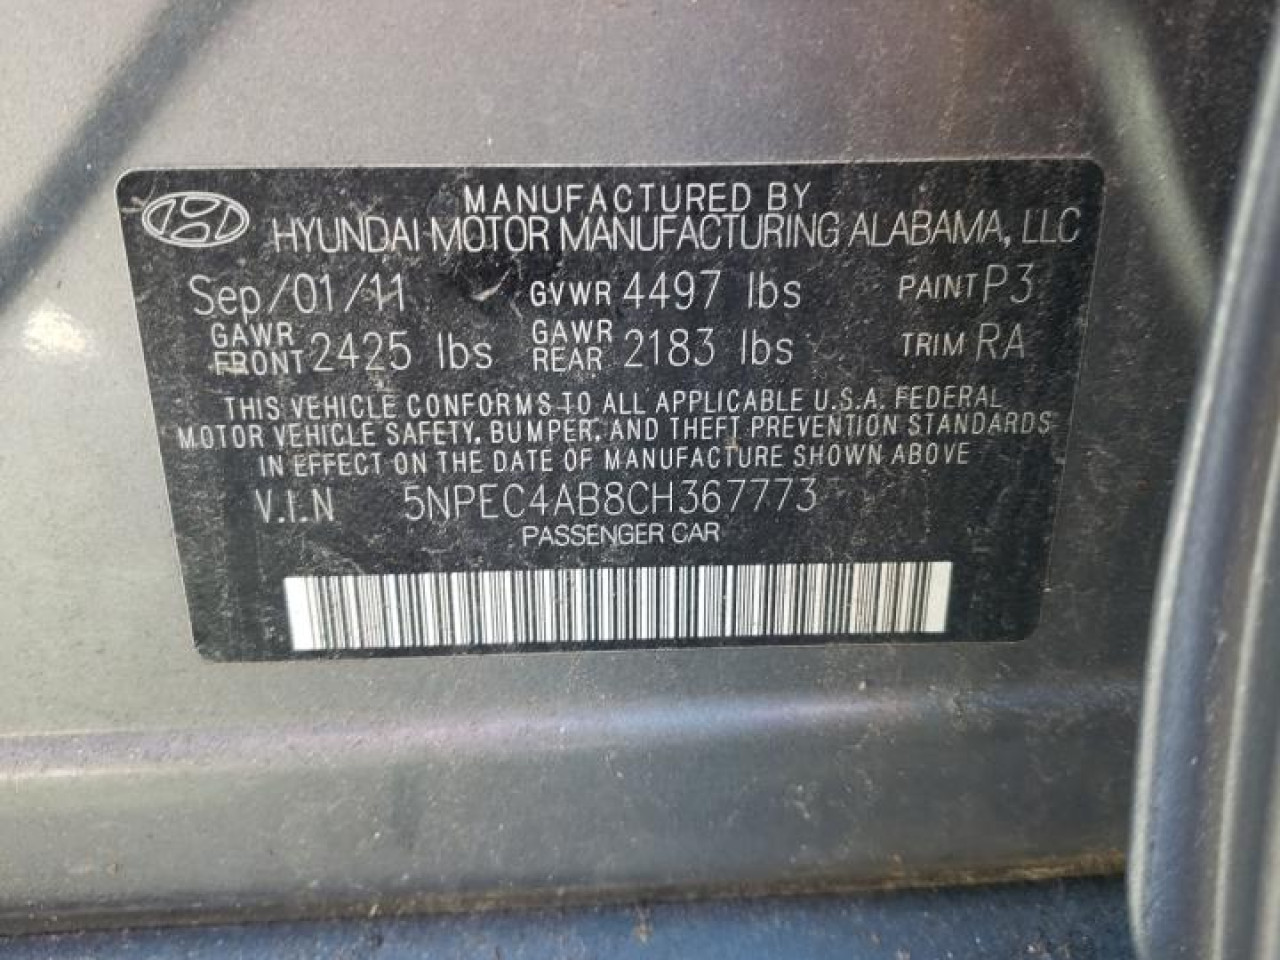 MANUFACTURED BY
HYUNDAI MOTOR MANUFACTURING ALABAMA, LLC
Sep/01/11 GVWR 4497 lbs PAINT P3
GAWR FRONT 2425 lbs GAWR REAR 2183 lbs TRIM RA
THIS VEHICLE CONFORMS TO ALL APPLICABLE U.S.A. FEDERAL
MOTOR VEHICLE SAFETY, BUMPER, AND THEFT PREVENTION STANDARDS
IN EFFECT ON THE DATE OF MANUFACTURE SHOWN ABOVE
V.I.N 5NPEC4AB8CH367773
PASSENGER CAR